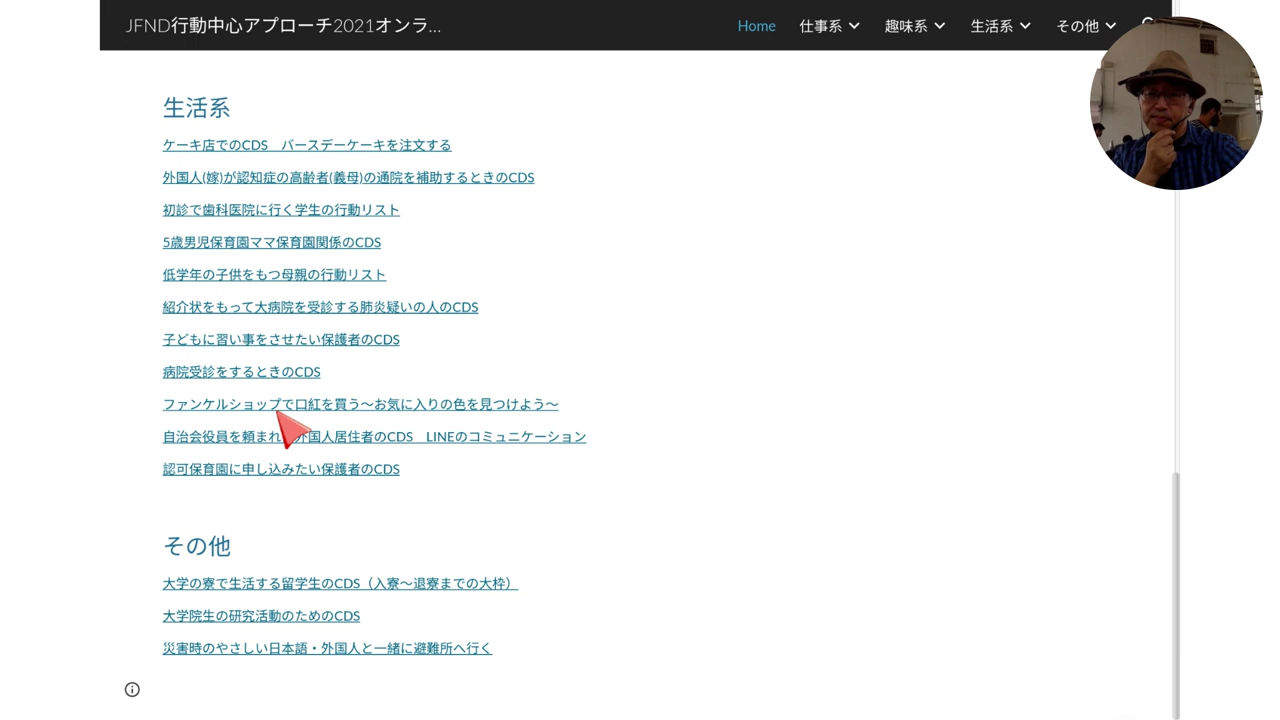 JFND行動中心アプローチ2021オンラ...
Home 仕事系 趣味系 生活系 その他
生活系
ケーキ店でのCDS　バースデーケーキを注文する
外国人(嫁)が認知症の高齢者(義母)の通院を補助するときのCDS
初診で歯科医院に行く学生の行動リスト
5歳男児保育園ママ保育園関係のCDS
低学年の子供をもつ母親の行動リスト
紹介状をもって大病院を受診する肺炎疑いの人のCDS
子どもに習い事をさせたい保護者のCDS
病院受診をするときのCDS
ファンケルショップで口紅を買う〜お気に入りの色を見つけよう〜
自治会役員を頼まれ外国人居住者のCDS　LINEのコミュニケーション
認可保育園に申し込みたい保護者のCDS
その他
大学の寮で生活する留学生のCDS（入寮〜退寮までの大枠）
大学院生の研究活動のためのCDS
災害時のやさしい日本語・外国人と一緒に避難所へ行く